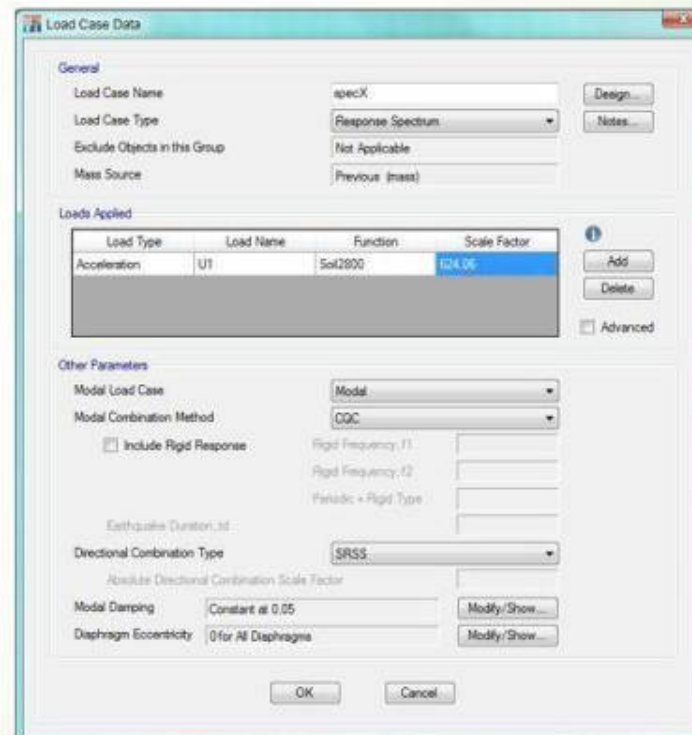 Load Case Data
General
Load Case Name specX Design...
Load Case Type Response Spectrum Notes...
Exclude Objects in this Group Not Applicable
Mass Source Previous (mass)
Loads Applied
Load Type Load Name Function Scale Factor
Acceleration U1 Soil2800 624.06
Add
Delete
Advanced
Other Parameters
Modal Load Case Modal
Modal Combination Method CQC
Include Rigid Response Rigid Frequency, f1
Rigid Frequency, f2
Periodic + Rigid Type
Earthquake Duration, td
Directional Combination Type SRSS
Absolute Directional Combination Scale Factor
Modal Damping Constant at 0.05 Modify/Show...
Diaphragm Eccentricity 0 for All Diaphragms Modify/Show...
OK Cancel